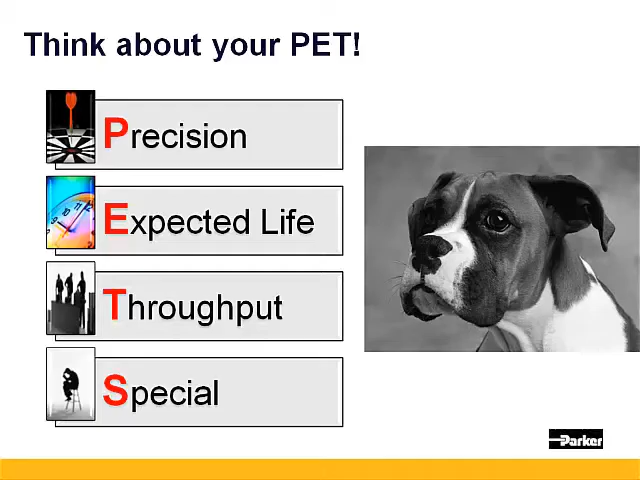 Think about your PET!
Precision
Expected Life
Throughput
Special
Parker